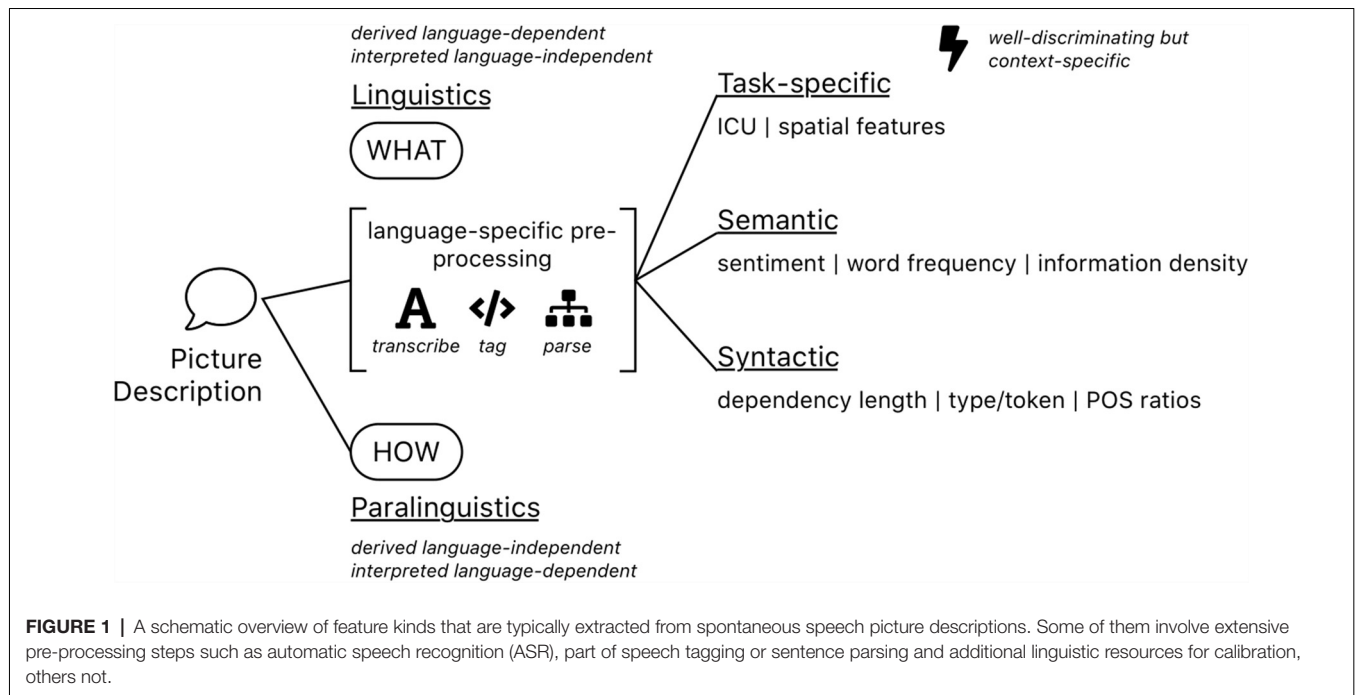 derived language-dependent
interpreted language-independent
Linguistics
WHAT
language-specific pre-
processing
A
transcribe
</>
tag
parse
Picture
Description
HOW
Paralinguistics
derived language-independent
interpreted language-dependent
well-discriminating but
context-specific
Task-specific
ICU | spatial features
Semantic
sentiment | word frequency | information density
Syntactic
dependency length | type/token | POS ratios
FIGURE 1 | A schematic overview of feature kinds that are typically extracted from spontaneous speech picture descriptions. Some of them involve extensive
pre-processing steps such as automatic speech recognition (ASR), part of speech tagging or sentence parsing and additional linguistic resources for calibration,
others not.